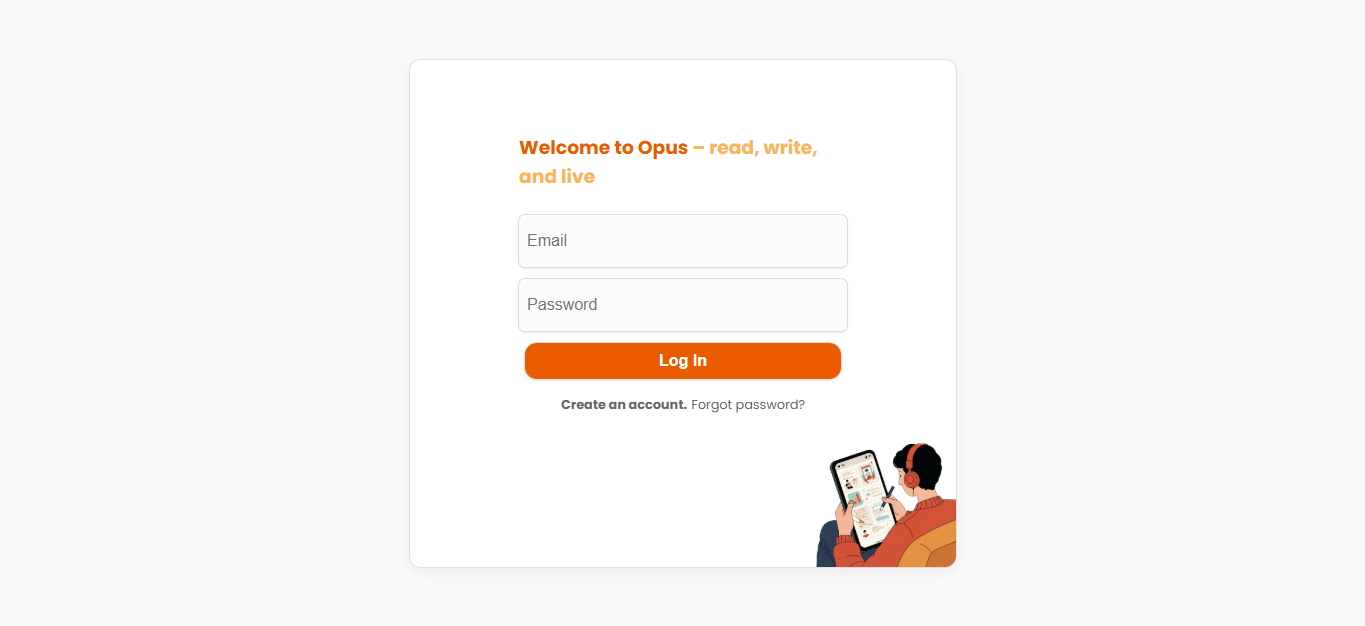 Welcome to Opus – read, write,
and live
Email
Password
Log In
Create an account. Forgot password?